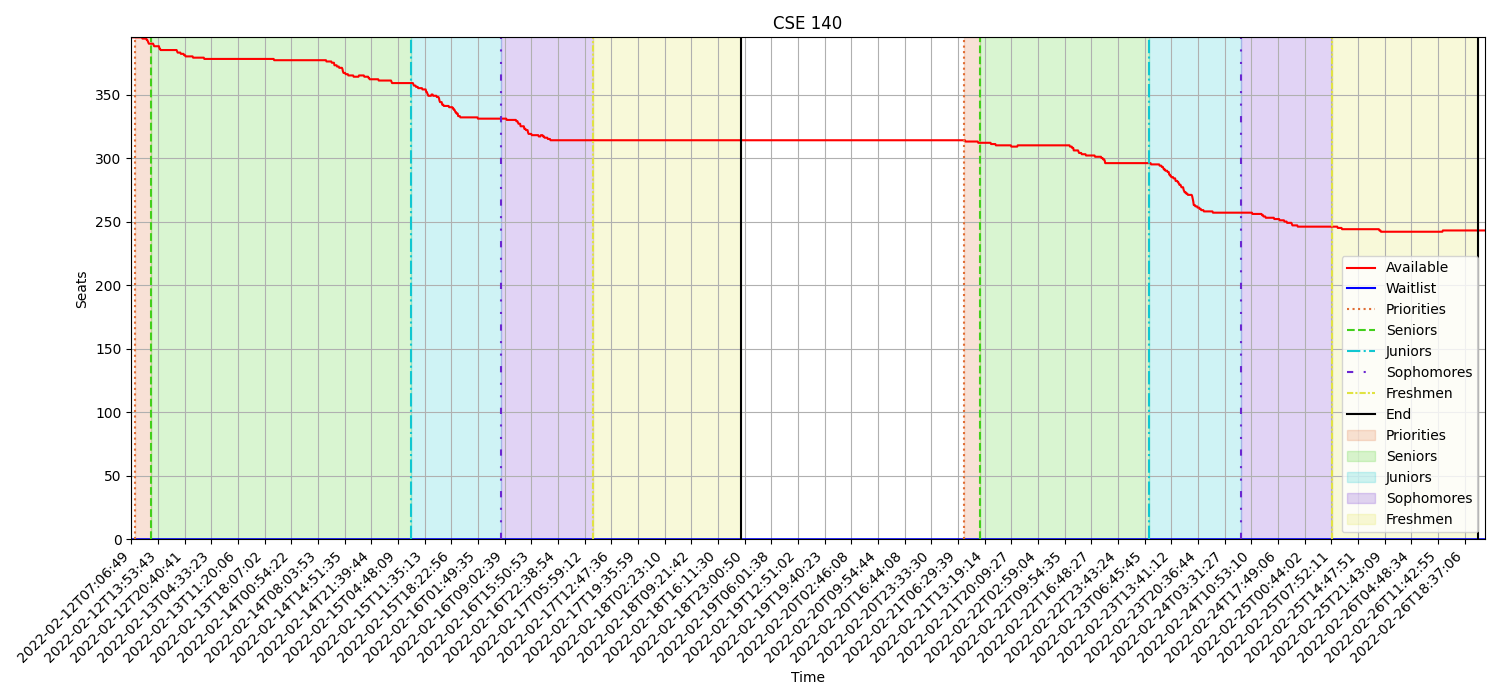 CSE 140
Seats
350
300
250
200
150
100
50
0
Available
Waitlist
Priorities
Seniors
Juniors
Sophomores
Freshmen
End
Priorities
Seniors
Juniors
Sophomores
Freshmen
2022-02-12T07:06:49
2022-02-12T13:53:43
2022-02-12T20:40:41
2022-02-13T04:33:23
2022-02-13T11:20:06
2022-02-13T18:07:02
2022-02-14T00:54:22
2022-02-14T08:03:53
2022-02-14T14:51:35
2022-02-14T21:39:44
2022-02-15T04:48:09
2022-02-15T11:35:13
2022-02-15T18:22:56
2022-02-16T01:49:35
2022-02-16T09:02:39
2022-02-16T15:50:53
2022-02-16T22:38:54
2022-02-17T05:59:12
2022-02-17T12:47:36
2022-02-17T19:35:59
2022-02-18T02:23:10
2022-02-18T09:21:42
2022-02-18T16:11:30
2022-02-18T23:00:50
2022-02-19T06:01:38
2022-02-19T12:51:02
2022-02-19T19:40:23
2022-02-20T02:46:08
2022-02-20T09:54:44
2022-02-20T16:44:08
2022-02-20T23:33:30
2022-02-21T06:29:39
2022-02-21T13:19:14
2022-02-21T20:09:27
2022-02-22T02:59:04
2022-02-22T09:54:35
2022-02-22T16:48:27
2022-02-22T23:43:24
2022-02-23T06:45:45
2022-02-23T13:41:12
2022-02-23T20:36:44
2022-02-24T03:31:27
2022-02-24T10:53:10
2022-02-24T17:49:06
2022-02-25T00:44:02
2022-02-25T07:52:11
2022-02-25T14:47:51
2022-02-25T21:43:09
2022-02-26T04:48:34
2022-02-26T11:42:55
2022-02-26T18:37:06
Time